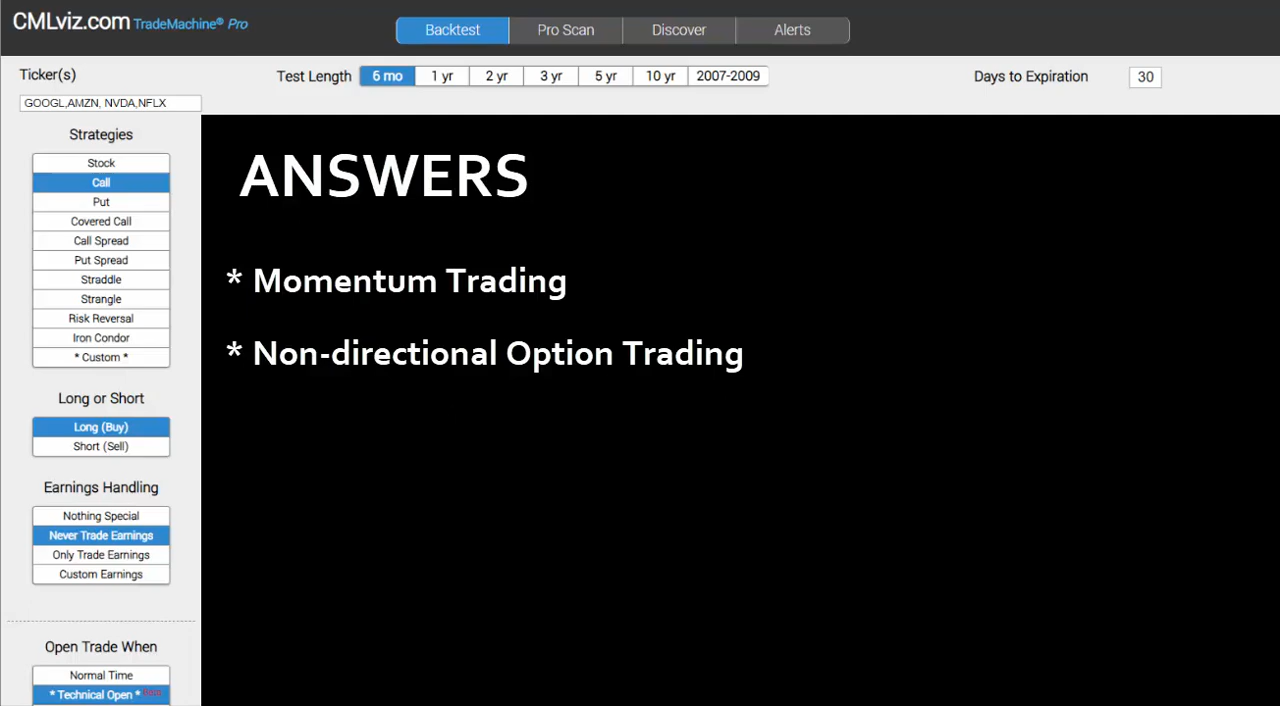 CMLviz.com TradeMachine® Pro
Backtest Pro Scan Discover Alerts
Ticker(s)
GOOGL,AMZN, NVDA,NFLX
Test Length 6 mo 1 yr 2 yr 3 yr 5 yr 10 yr 2007-2009
Days to Expiration 30
Strategies
Stock
Call
Put
Covered Call
Call Spread
Put Spread
Straddle
Strangle
Risk Reversal
Iron Condor
* Custom *
Long or Short
Long (Buy)
Short (Sell)
Earnings Handling
Nothing Special
Never Trade Earnings
Only Trade Earnings
Custom Earnings
Open Trade When
Normal Time
* Technical Open *
ANSWERS
* Momentum Trading
* Non-directional Option Trading